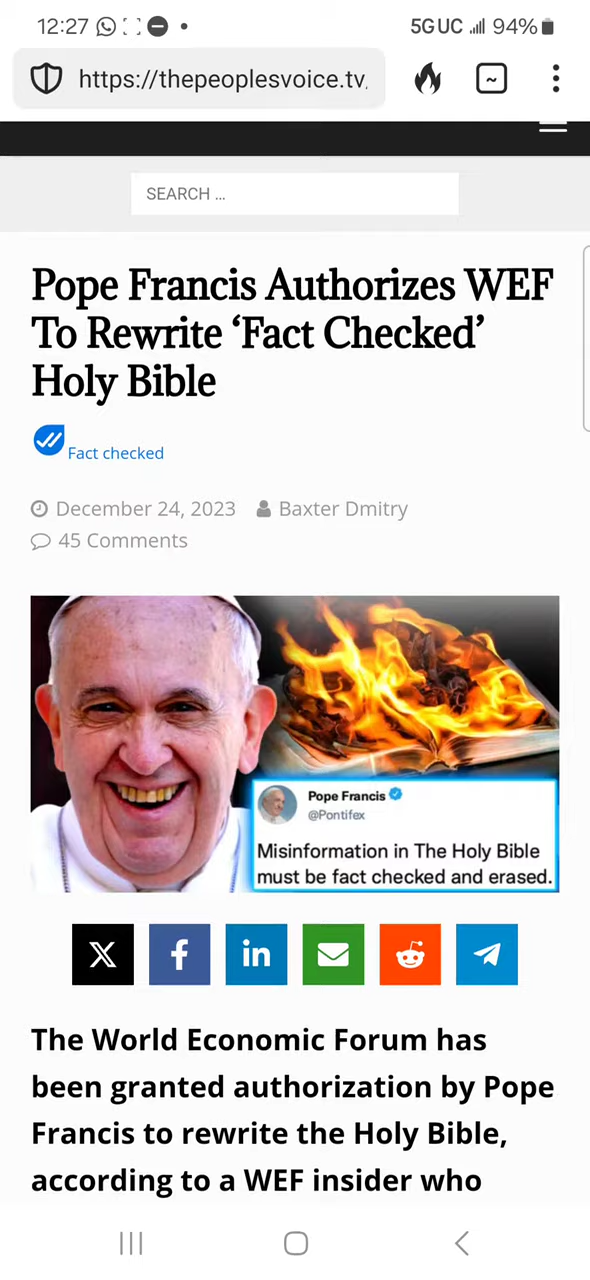 12:27
5G UC 94%
https://thepeoplesvoice.tv,
SEARCH ...
Pope Francis Authorizes WEF
To Rewrite ‘Fact Checked’
Holy Bible
Fact checked
December 24, 2023 Baxter Dmitry
45 Comments
Pope Francis
@Pontifex
Misinformation in The Holy Bible
must be fact checked and erased.
X f in
The World Economic Forum has
been granted authorization by Pope
Francis to rewrite the Holy Bible,
according to a WEF insider who